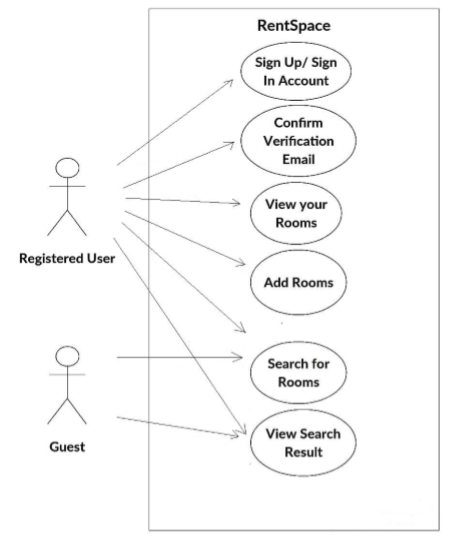 RentSpace
Sign Up/ Sign
In Account
Confirm
Verification
Email
View your
Rooms
Registered User
Add Rooms
Search for
Rooms
Guest
View Search
Result